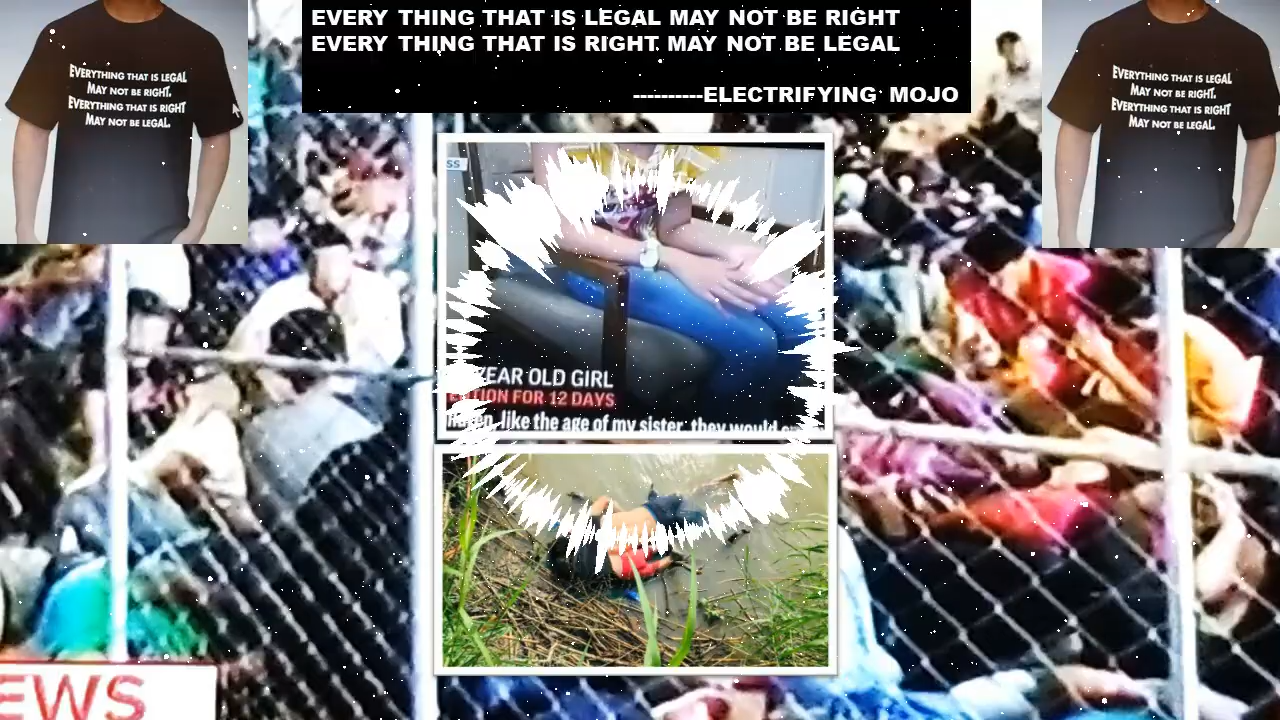 EVERY THING THAT IS LEGAL MAY NOT BE RIGHT
EVERY THING THAT IS RIGHT MAY NOT BE LEGAL
----------ELECTRIFYING MOJO
EVERYTHING THAT IS LEGAL
MAY NOT BE RIGHT.
EVERYTHING THAT IS RIGHT
MAY NOT BE LEGAL.
EVERYTHING THAT IS LEGAL
MAY NOT BE RIGHT.
EVERYTHING THAT IS RIGHT
MAY NOT BE LEGAL.
SS
YEAR OLD GIRL
TION FOR 12 DAYS
like the age of my sister; they would
EWS